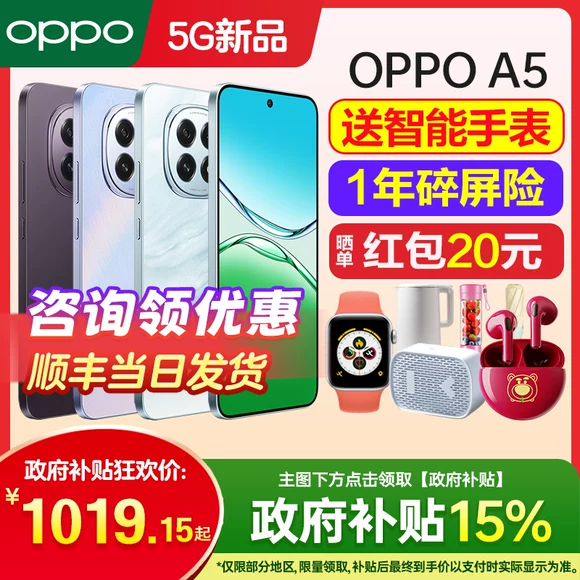 oppo
5G新品
OPPO A5
送智能手表
1年碎屏险
晒单
红包20元
咨询领优惠
顺丰当日发货
政府补贴狂欢价:
¥1019.15起
主图下方点击领取【政府补贴】
政府补贴15%
*仅限部分地区,限量领取,补贴后最终到手价以支付时实际显示为准。